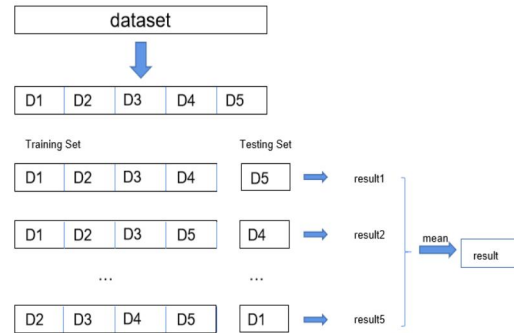 dataset
D1 D2 D3 D4 D5
Training Set Testing Set
D1 D2 D3 D4 D5 result1
D1 D2 D3 D5 D4 result2
mean
result
... ...
D2 D3 D4 D5 D1 result5